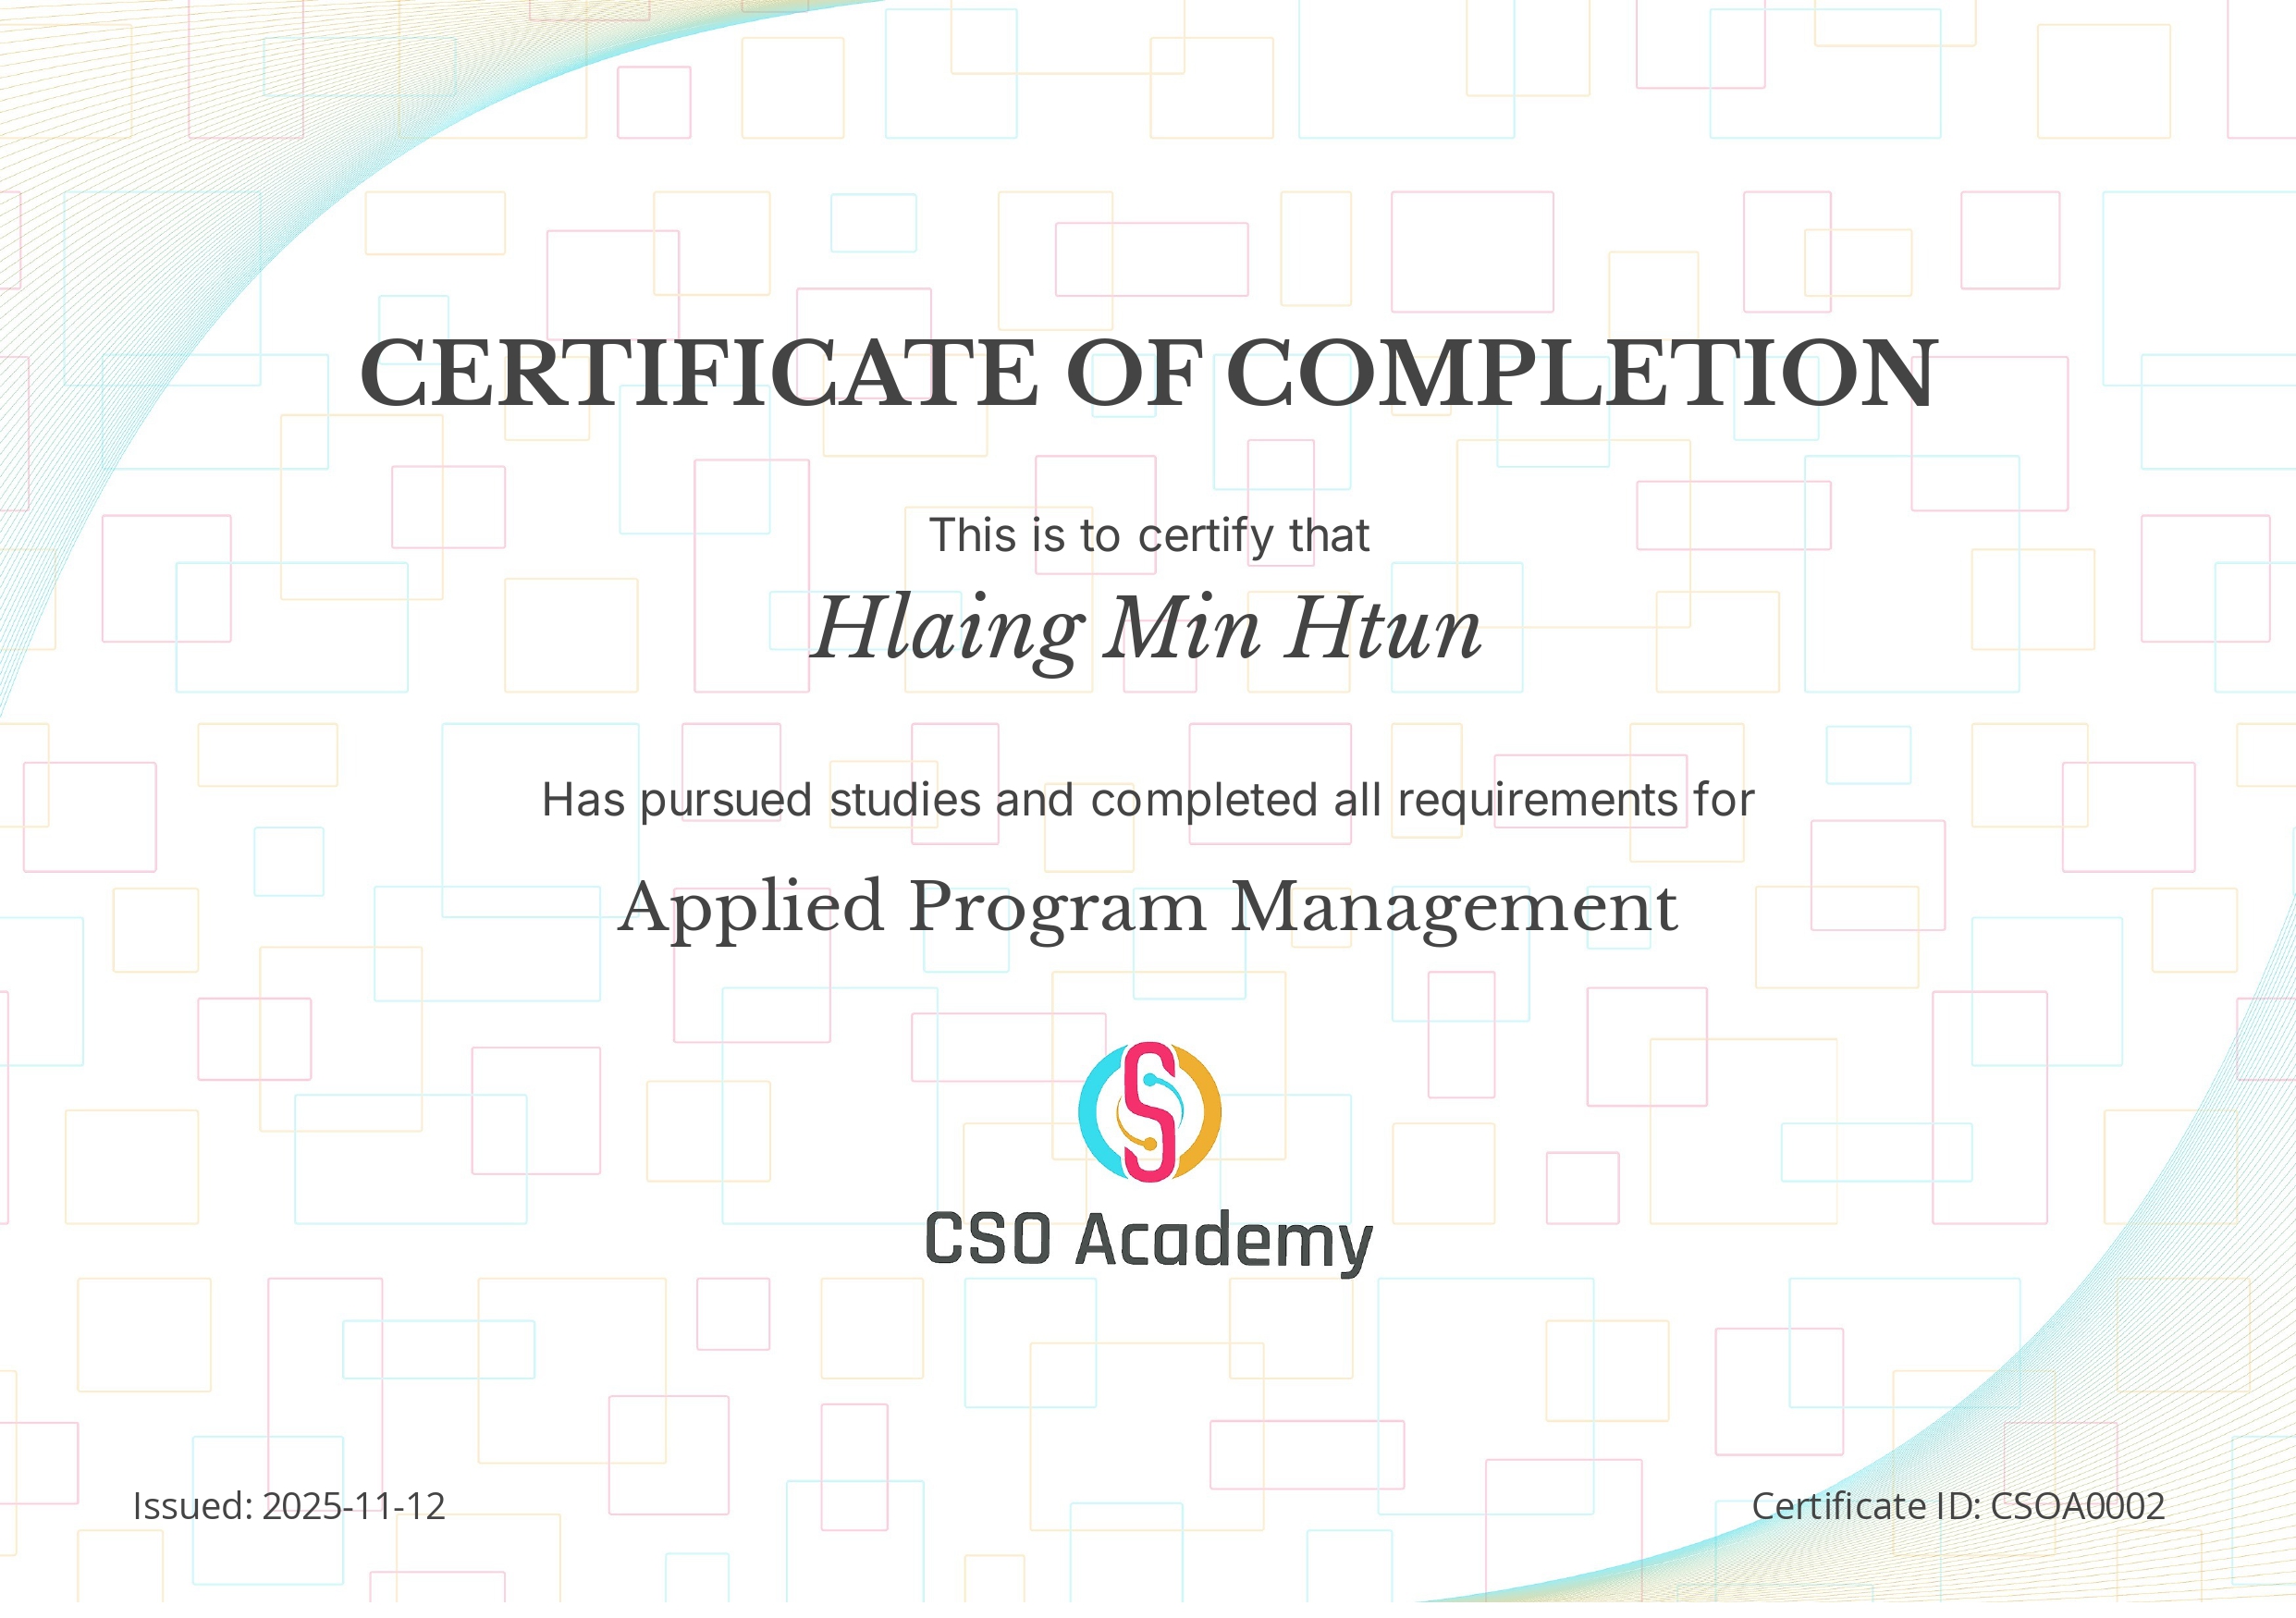 CERTIFICATE OF COMPLETION
This is to certify that
Hlaing Min Htun
Has pursued studies and completed all requirements for
Applied Program Management
CSO Academy
Issued: 2025-11-12
Certificate ID: CSOA0002